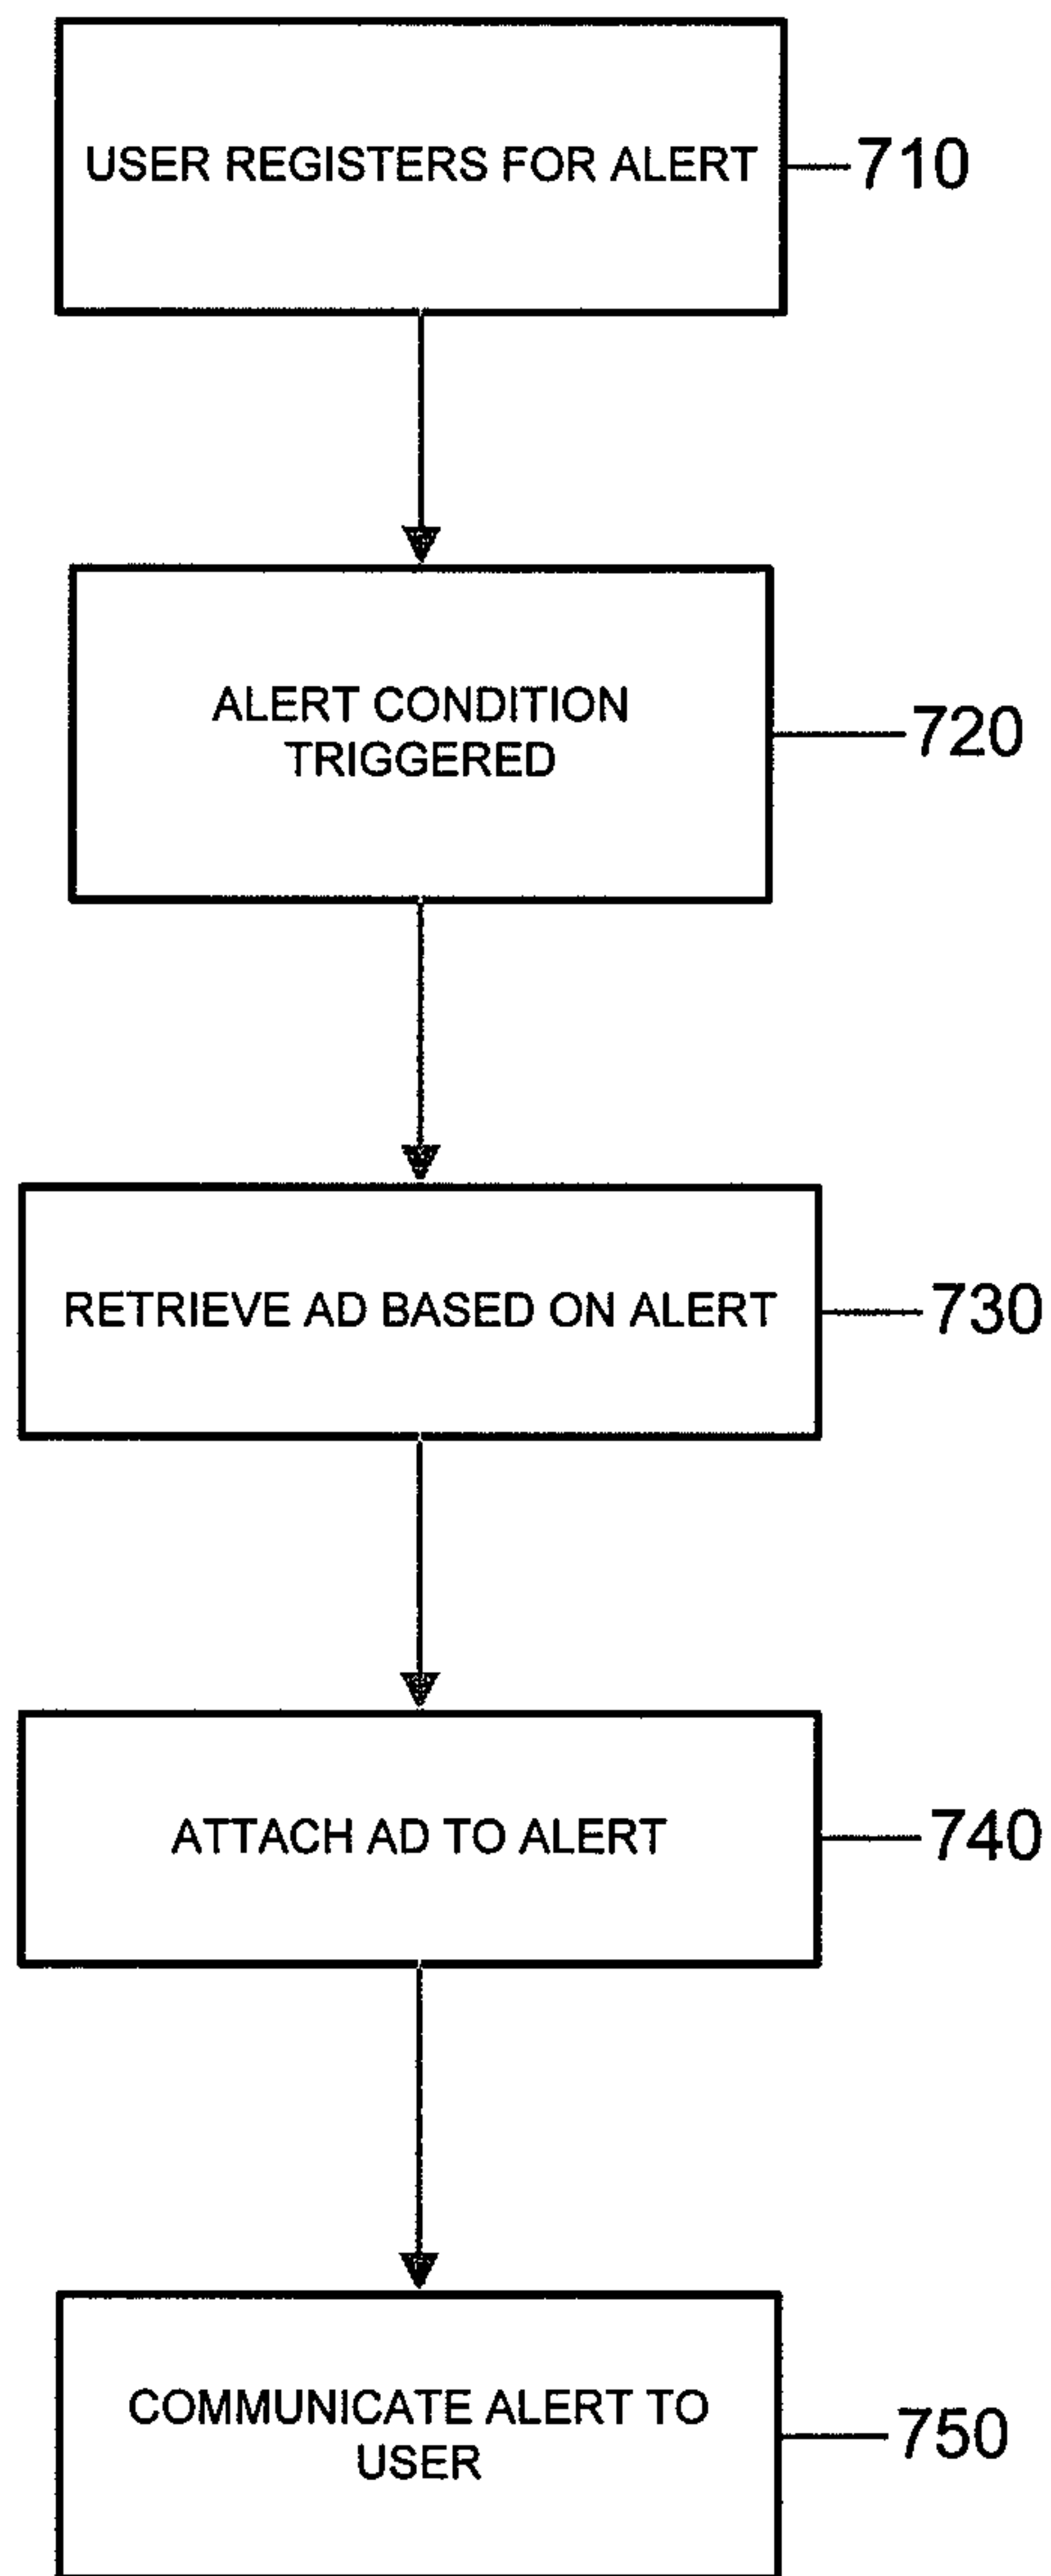 USER REGISTERS FOR ALERT
710
ALERT CONDITION
TRIGGERED
720
RETRIEVE AD BASED ON ALERT
730
ATTACH AD TO ALERT
740
COMMUNICATE ALERT TO
USER
750